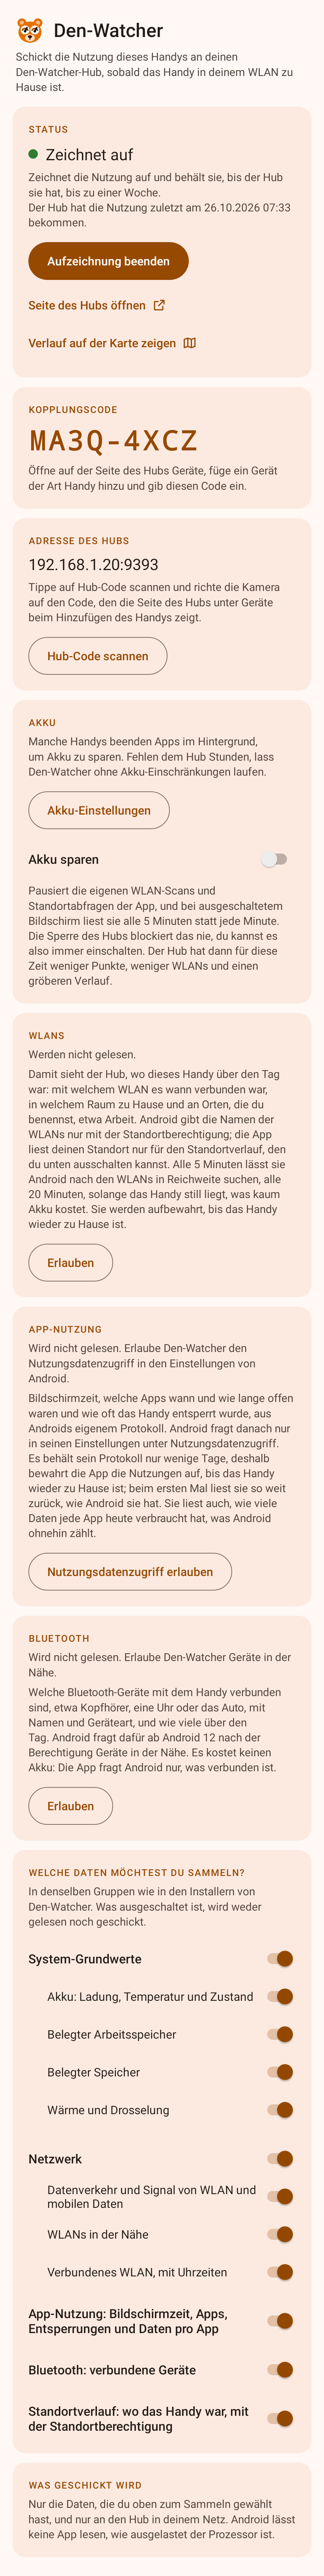 Den-Watcher
Schickt die Nutzung dieses Handys an deinen
Den-Watcher-Hub, sobald das Handy in deinem WLAN zu
Hause ist.
STATUS
Zeichnet auf
Zeichnet die Nutzung auf und behält sie, bis der Hub
sie hat, bis zu einer Woche.
Der Hub hat die Nutzung zuletzt am 26.10.2026 07:33
bekommen.
Aufzeichnung beenden
Seite des Hubs öffnen
Verlauf auf der Karte zeigen
KOPPLUNGSCODE
MA3Q-4XCZ
Öffne auf der Seite des Hubs Geräte, füge ein Gerät
der Art Handy hinzu und gib diesen Code ein.
ADRESSE DES HUBS
192.168.1.20:9393
Tippe auf Hub-Code scannen und richte die Kamera
auf den Code, den die Seite des Hubs unter Geräte
beim Hinzufügen des Handys zeigt.
Hub-Code scannen
AKKU
Manche Handys beenden Apps im Hintergrund,
um Akku zu sparen. Fehlen dem Hub Stunden, lass
Den-Watcher ohne Akku-Einschränkungen laufen.
Akku-Einstellungen
Akku sparen
Pausiert die eigenen WLAN-Scans und
Standortabfragen der App, und bei ausgeschaltetem
Bildschirm liest sie alle 5 Minuten statt jede Minute.
Die Sperre des Hubs blockiert das nie, du kannst es
also immer einschalten. Der Hub hat dann für diese
Zeit weniger Punkte, weniger WLANs und einen
gröberen Verlauf.
WLANS
Werden nicht gelesen.
Damit sieht der Hub, wo dieses Handy über den Tag
war: mit welchem WLAN es wann verbunden war,
in welchem Raum zu Hause und an Orten, die du
benennst, etwa Arbeit. Android gibt die Namen der
WLANs nur mit der Standortberechtigung; die App
liest deinen Standort nur für den Standortverlauf, den
du unten ausschalten kannst. Alle 5 Minuten lässt sie
Android nach den WLANs in Reichweite suchen, alle
20 Minuten, solange das Handy still liegt, was kaum
Akku kostet. Sie werden aufbewahrt, bis das Handy
wieder zu Hause ist.
Erlauben
APP-NUTZUNG
Wird nicht gelesen. Erlaube Den-Watcher den
Nutzungsdatenzugriff in den Einstellungen von
Android.
Bildschirmzeit, welche Apps wann und wie lange offen
waren und wie oft das Handy entsperrt wurde, aus
Androids eigenem Protokoll. Android fragt danach nur
in seinen Einstellungen unter Nutzungsdatenzugriff.
Es behält sein Protokoll nur wenige Tage, deshalb
bewahrt die App die Nutzungen auf, bis das Handy
wieder zu Hause ist; beim ersten Mal liest sie so weit
zurück, wie Android sie hat. Sie liest auch, wie viele
Daten jede App heute verbraucht hat, was Android
ohnehin zählt.
Nutzungsdatenzugriff erlauben
BLUETOOTH
Wird nicht gelesen. Erlaube Den-Watcher Geräte in der
Nähe.
Welche Bluetooth-Geräte mit dem Handy verbunden
sind, etwa Kopfhörer, eine Uhr oder das Auto, mit
Namen und Geräteart, und wie viele über den
Tag. Android fragt dafür ab Android 12 nach der
Berechtigung Geräte in der Nähe. Es kostet keinen
Akku: Die App fragt Android nur, was verbunden ist.
Erlauben
WELCHE DATEN MÖCHTEST DU SAMMELN?
In denselben Gruppen wie in den Installern von
Den-Watcher. Was ausgeschaltet ist, wird weder
gelesen noch geschickt.
System-Grundwerte
Akku: Ladung, Temperatur und Zustand
Belegter Arbeitsspeicher
Belegter Speicher
Wärme und Drosselung
Netzwerk
Datenverkehr und Signal von WLAN und
mobilen Daten
WLANs in der Nähe
Verbundenes WLAN, mit Uhrzeiten
App-Nutzung: Bildschirmzeit, Apps,
Entsperrungen und Daten pro App
Bluetooth: verbundene Geräte
Standortverlauf: wo das Handy war, mit
der Standortberechtigung
WAS GESCHICKT WIRD
Nur die Daten, die du oben zum Sammeln gewählt
hast, und nur an den Hub in deinem Netz. Android lässt
keine App lesen, wie ausgelastet der Prozessor ist.